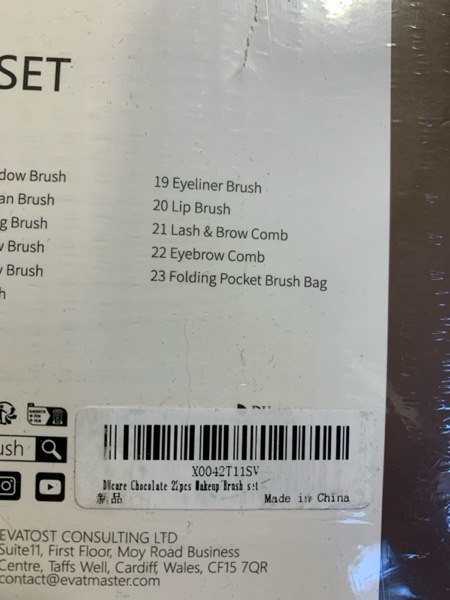 SET
dow Brush
an Brush
g Brush
w Brush
Brush
h
19 Eyeliner Brush
20 Lip Brush
21 Lash & Brow Comb
22 Eyebrow Comb
23 Folding Pocket Brush Bag
ush
X0042T11SV
DUcare Chocolate 22pcs Makeup Brush set
新品
Made in China
EVATOST CONSULTING LTD
Suite11, First Floor, Moy Road Business
Centre, Taffs Well, Cardiff, Wales, CF15 7QR
contact@evatmaster.com